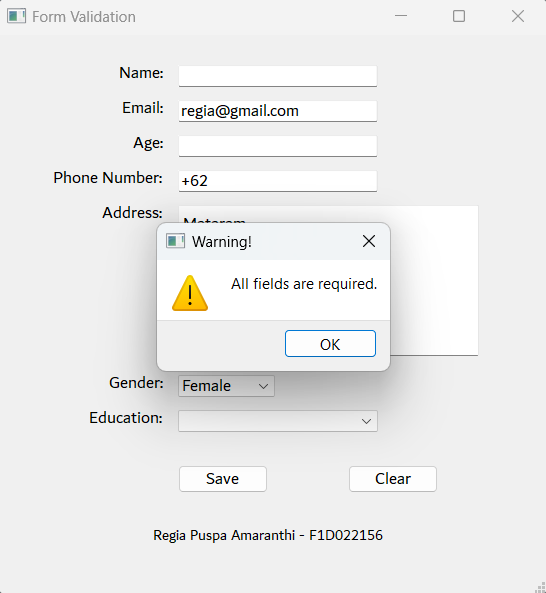 Form Validation
Name:
Email: regia@gmail.com
Age:
Phone Number: +62
Address:
Warning!
All fields are required.
OK
Gender: Female
Education:
Save Clear
Regia Puspa Amaranthi - F1D022156